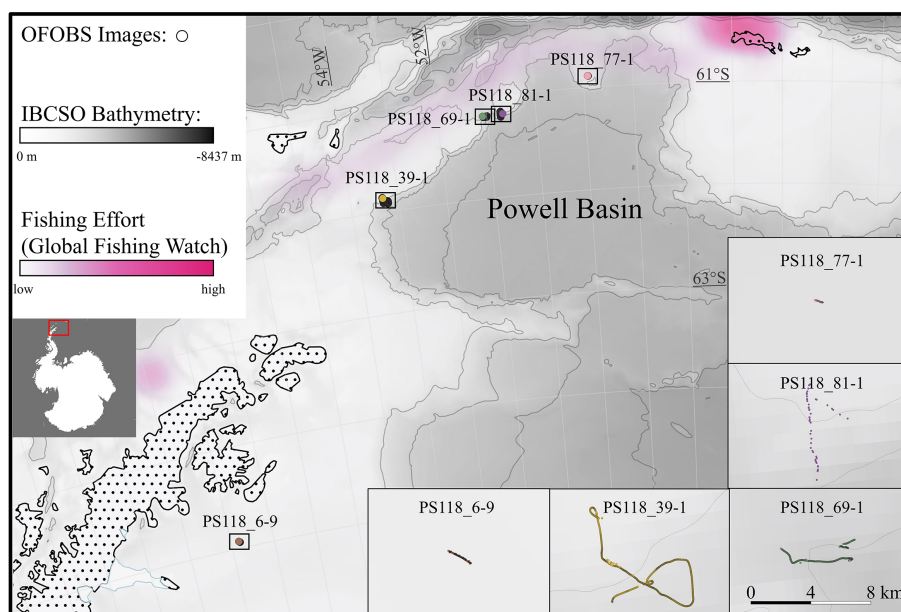 OFOBS Images:
IBCSO Bathymetry:
0 m
-8437 m
Fishing Effort
(Global Fishing Watch)
low
high
54°W
52°W
PS118_77-1
61°S
PS118_81-1
PS118_69-1
PS118_39-1
Powell Basin
63°S
PS118_6-9
PS118_77-1
PS118_81-1
PS118_6-9
PS118_39-1
PS118_69-1
0
4
8 km